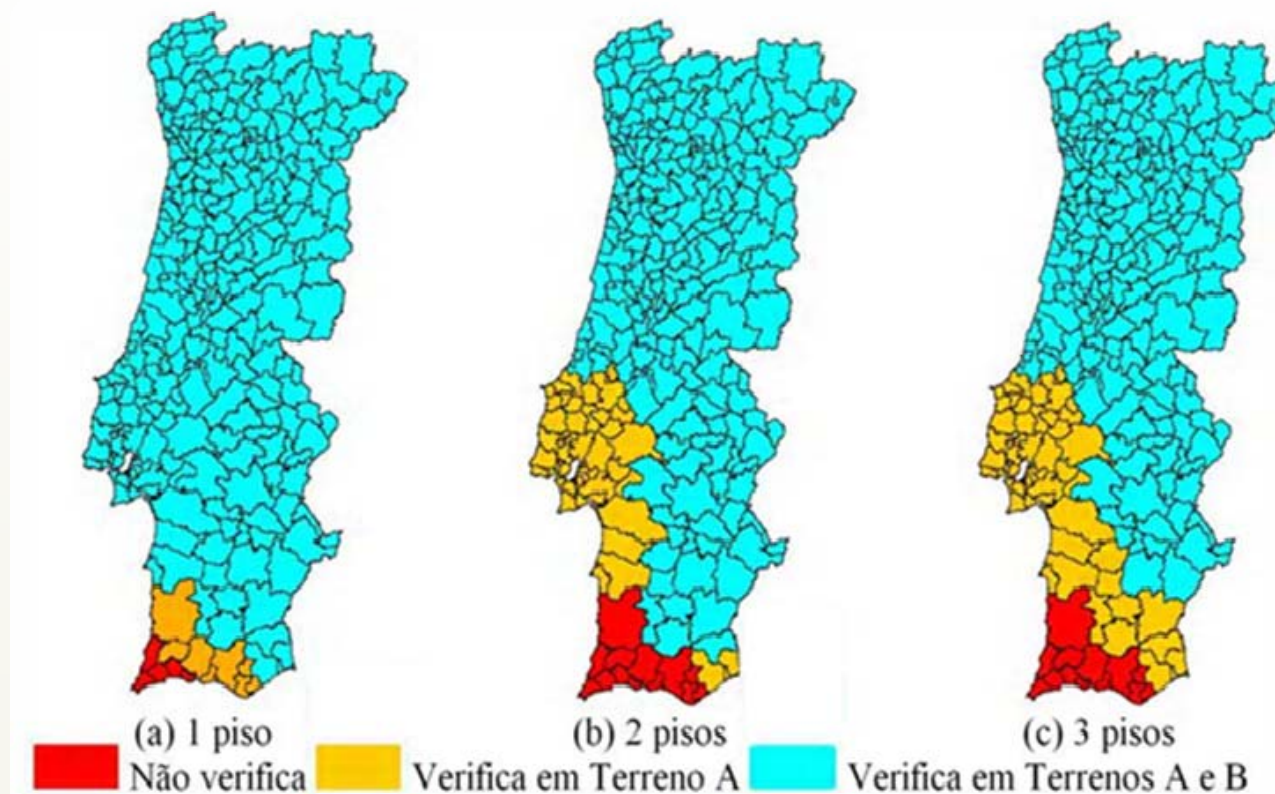 (a) 1 piso
(b) 2 pisos
(c) 3 pisos
Não verifica
Verifica em Terreno A
Verifica em Terrenos A e B